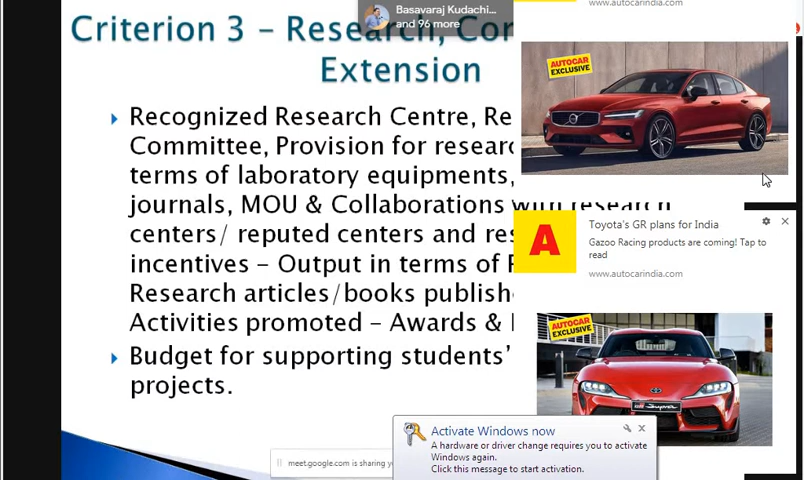 Basavaraj Kudachi...
and 96 more
Criterion 3 – Research, Con
Extension
Recognized Research Centre, Re
Committee, Provision for researc
terms of laboratory equipments,
journals, MOU & Collaborations with research
centers/ reputed centers and res
incentives – Output in terms of
Research articles/books publish
Activities promoted – Awards &
Budget for supporting students'
projects.
www.autocarindia.com
AUTOCAR
EXCLUSIVE
A
Toyota's GR plans for India
Gazoo Racing products are coming! Tap to
read
www.autocarindia.com
AUTOCAR
EXCLUSIVE
GR Supra
Activate Windows now
A hardware or driver change requires you to activate
Windows again.
Click this message to start activation.
meet.google.com is sharing